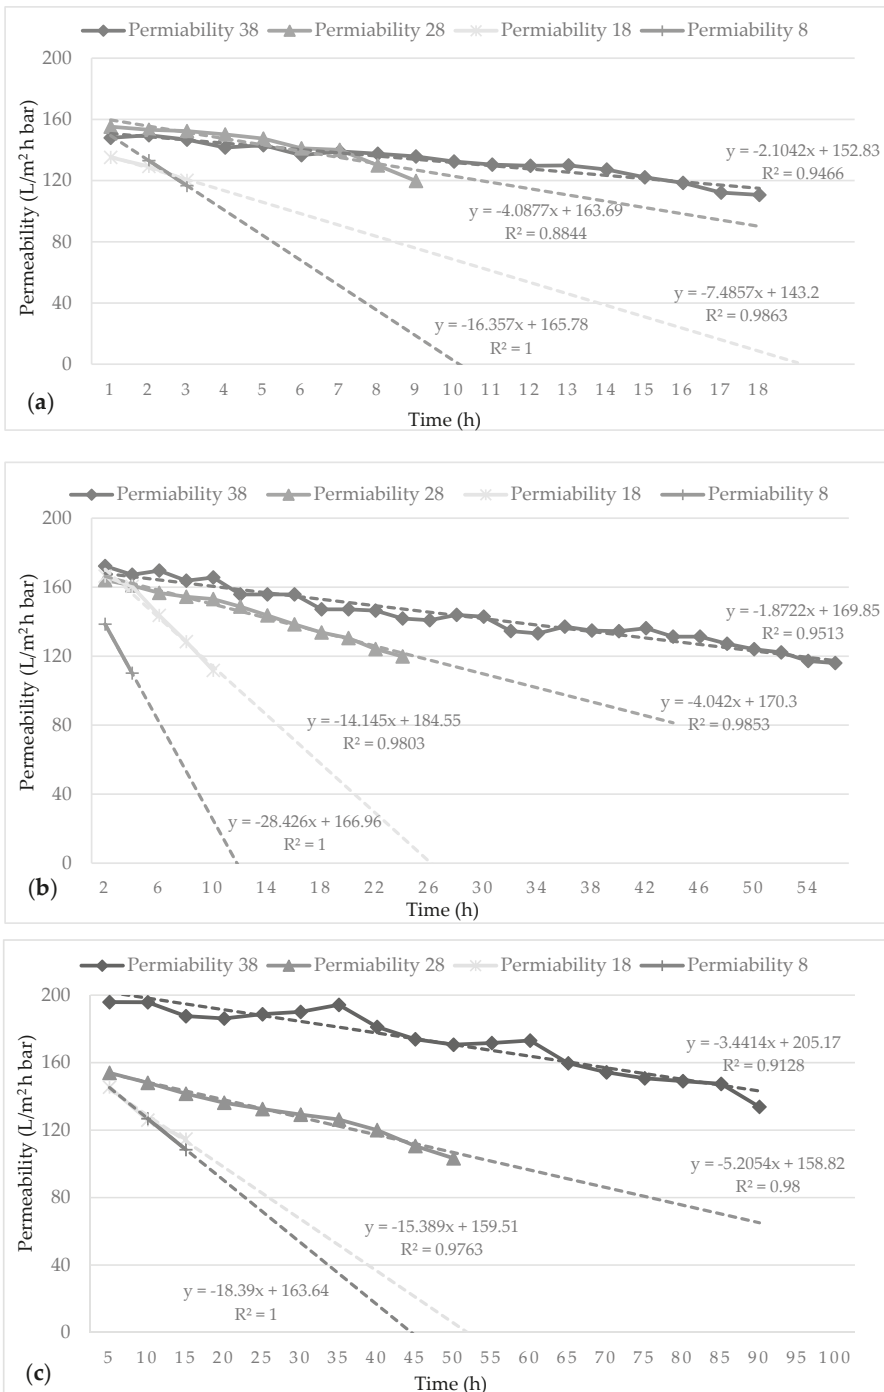 Permiability 38 Permiability 28 Permiability 18 Permiability 8
200
160
120
80
40
0
Permeability (L/m² h bar)
y = -2.1042x + 152.83
R² = 0.9466
y = -4.0877x + 163.69
R² = 0.8844
y = -7.4857x + 143.2
R² = 0.9863
y = -16.357x + 165.78
R² = 1
1 2 3 4 5 6 7 8 9 10 11 12 13 14 15 16 17 18
(a)
Time (h)
Permiability 38 Permiability 28 Permiability 18 Permiability 8
200
160
120
80
40
0
Permeability (L/m² h bar)
y = -1.8722x + 169.85
R² = 0.9513
y = -4.042x + 170.3
R² = 0.9853
y = -14.145x + 184.55
R² = 0.9803
y = -28.426x + 166.96
R² = 1
2 6 10 14 18 22 26 30 34 38 42 46 50 54
(b)
Time (h)
Permiability 38 Permiability 28 Permiability 18 Permiability 8
200
160
120
80
40
0
Permeability (L/m² h bar)
y = -3.4414x + 205.17
R² = 0.9128
y = -5.2054x + 158.82
R² = 0.98
y = -15.389x + 159.51
R² = 0.9763
y = -18.39x + 163.64
R² = 1
5 10 15 20 25 30 35 40 45 50 55 60 65 70 75 80 85 90 95 100
(c)
Time (h)